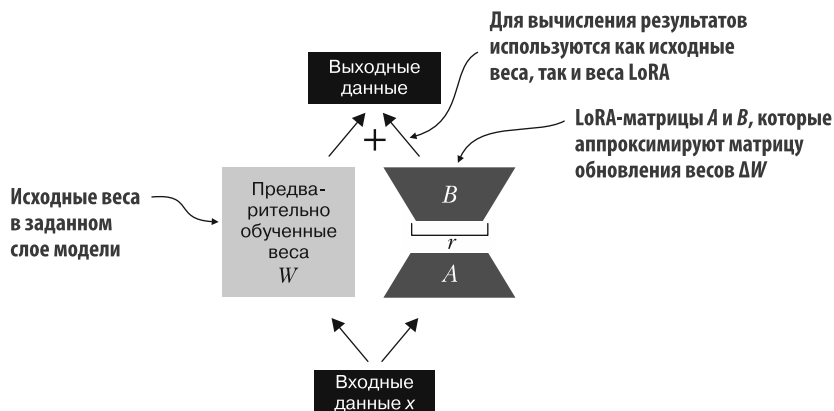 Для вычисления результатов
используются как исходные
веса, так и веса LoRA
Выходные
данные
+
LoRA-матрицы A и B, которые
аппроксимируют матрицу
обновления весов ΔW
Исходные веса
в заданном
слое модели
Предва-
рительно
обученные
веса
W
B
r
A
Входные
данные x